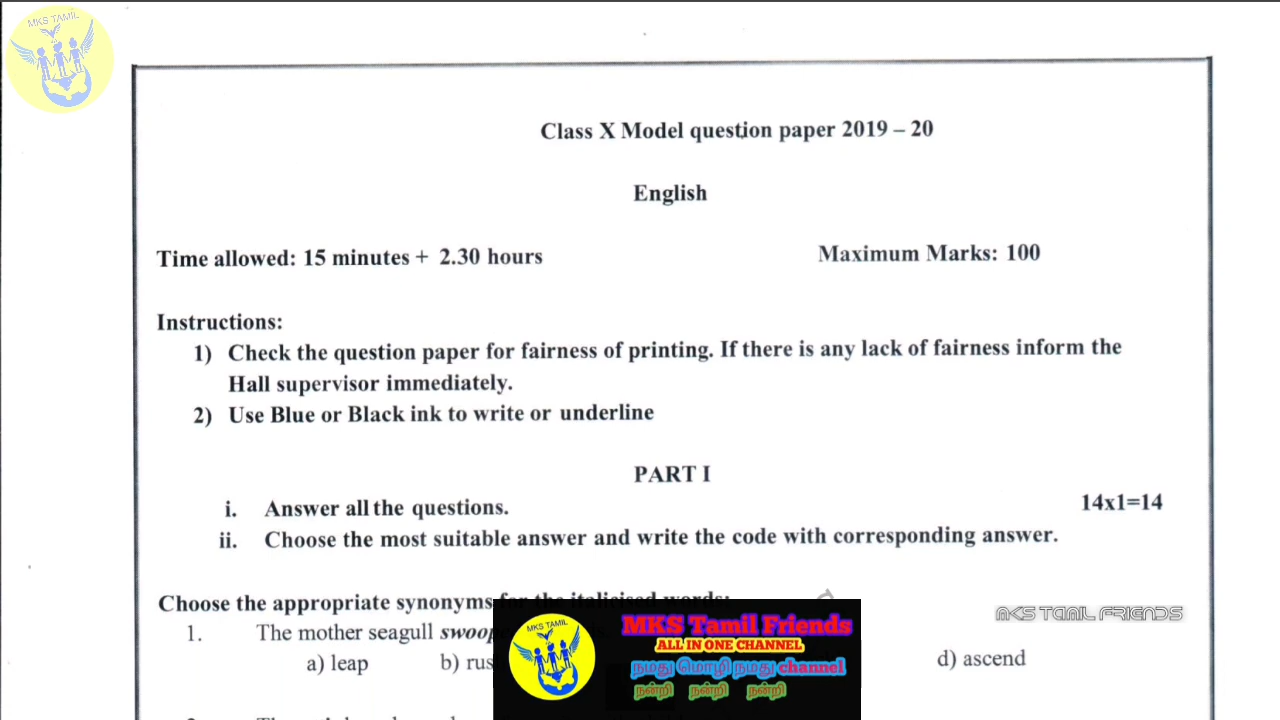 MKS TAMIL
Class X Model question paper 2019 – 20
English
Time allowed: 15 minutes + 2.30 hours Maximum Marks: 100
Instructions:
1) Check the question paper for fairness of printing. If there is any lack of fairness inform the
Hall supervisor immediately.
2) Use Blue or Black ink to write or underline
PART I
i. Answer all the questions. 14x1=14
ii. Choose the most suitable answer and write the code with corresponding answer.
Choose the appropriate synonyms for the italicised words:
MKS TAMIL FRIENDS
1. The mother seagull
a) leap b) d) ascend
MKS TAMIL
MKS Tamil Friends
ALL IN ONE CHANNEL
நமது மொழி நமது channel
நன்றி நன்றி நன்றி